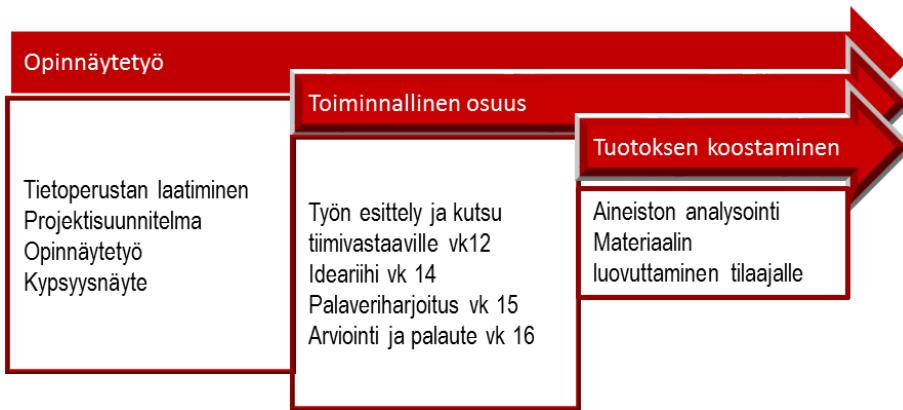 Opinnäytetyö
Toiminnallinen osuus
Tuotoksen koostaminen
Tietoperustan laatiminen
Projektisuunnitelma
Opinnäytetyö
Kypsyysnäyte
Työn esittely ja kutsu
tiimivastaaville vk12
Ideariihi vk 14
Palaveriharjoitus vk 15
Arviointi ja palaute vk 16
Aineiston analysointi
Materiaalin
luovuttaminen tilaajalle